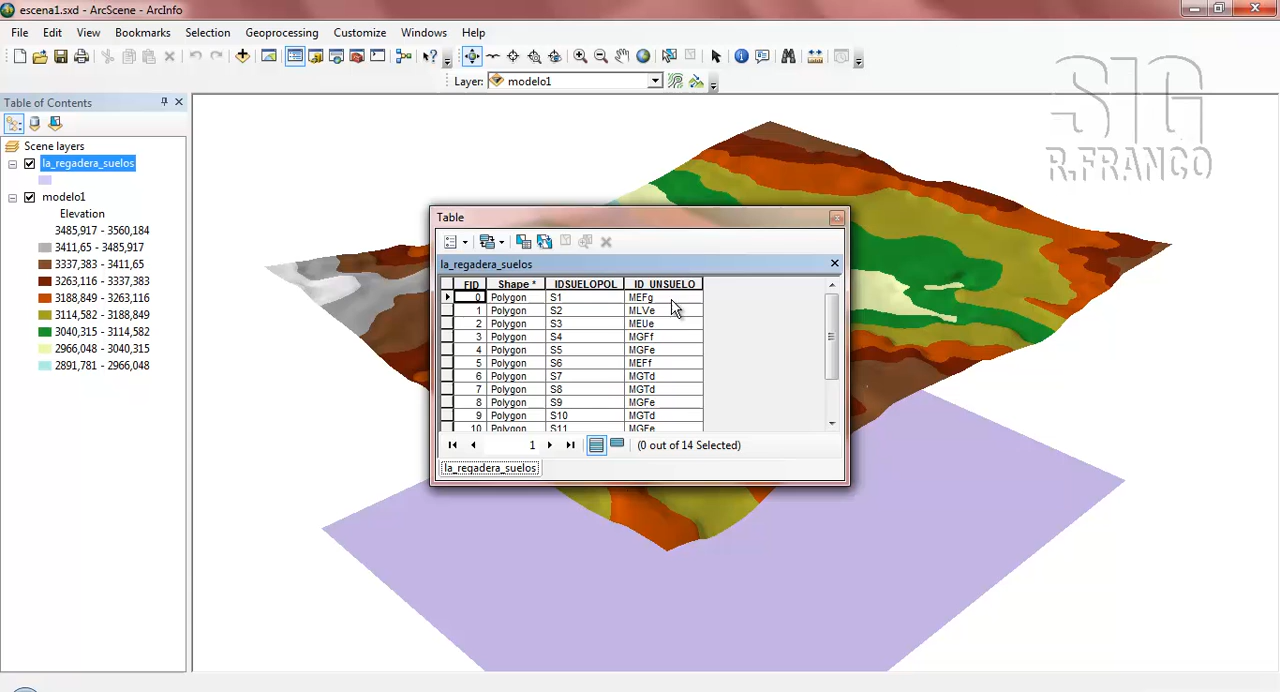 escena1.sxd - ArcScene - ArcInfo
File Edit View Bookmarks Selection Geoprocessing Customize Windows Help
Layer: modelo1
SIG
R.FRANCO
Table of Contents
Scene layers
la_regadera_suelos
modelo1
Elevation
3485,917 - 3560,184
3411,65 - 3485,917
3337,383 - 3411,65
3263,116 - 3337,383
3188,849 - 3263,116
3114,582 - 3188,849
3040,315 - 3114,582
2966,048 - 3040,315
2891,781 - 2966,048
Table
la_regadera_suelos
FID Shape * IDSUELOPOL ID_UNSUELO
0 Polygon S1 MEFg
1 Polygon S2 MLVe
2 Polygon S3 MEUe
3 Polygon S4 MGFf
4 Polygon S5 MGFe
5 Polygon S6 MEFf
6 Polygon S7 MGTd
7 Polygon S8 MGTd
8 Polygon S9 MGFe
9 Polygon S10 MGTd
10 Polygon S11 MGFe
1 (0 out of 14 Selected)
la_regadera_suelos